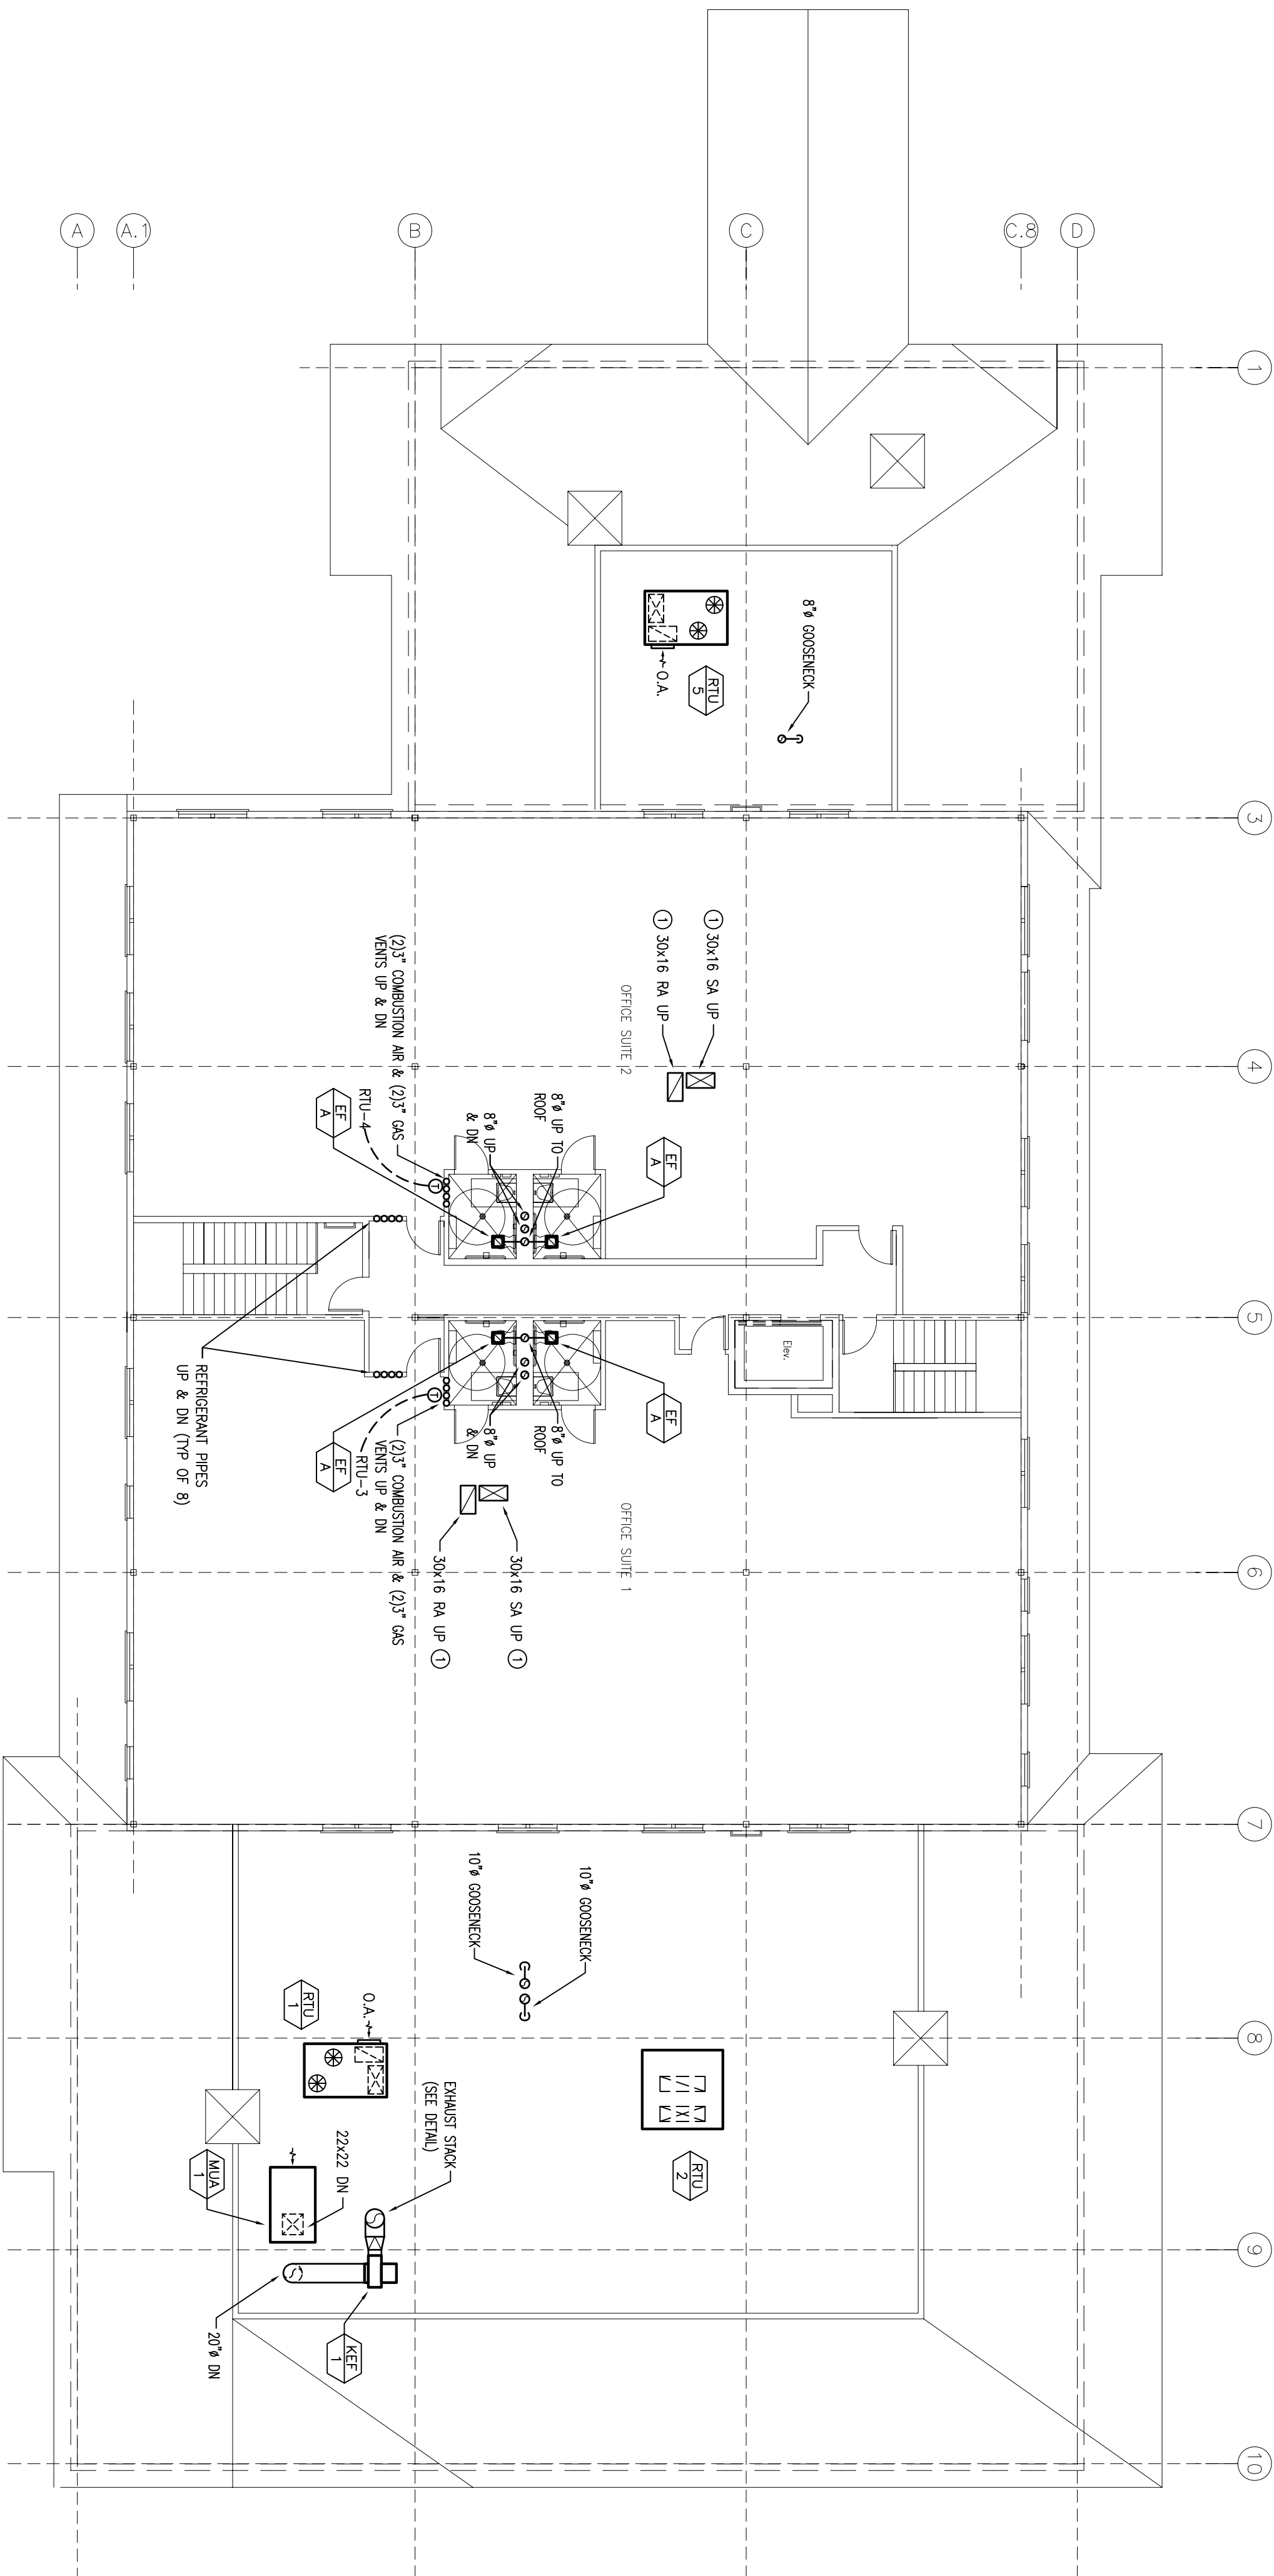 A
A.1
B
C
C.8
D
1
3
4
5
6
7
8
9
10
8"ø GOOSENECK
RTU
5
O.A.
OFFICE SUITE 2
① 30x16 SA UP
① 30x16 RA UP
(2)3" COMBUSTION AIR & (2)3" GAS
VENTS UP & DN
RTU-4
T
EF
A
8"ø UP TO
ROOF
8"ø UP
& DN
EF
A
Elev.
REFRIGERANT PIPES
UP & DN (TYP OF 8)
EF
A
8"ø UP TO
ROOF
8"ø UP
& DN
T
RTU-3
EF
A
(2)3" COMBUSTION AIR & (2)3" GAS
VENTS UP & DN
OFFICE SUITE 1
30x16 SA UP ①
30x16 RA UP ①
10"ø GOOSENECK
10"ø GOOSENECK
RTU
1
O.A.
RTU
2
EXHAUST STACK
(SEE DETAIL)
22x22 DN
MUA
1
KEF
1
20"ø DN